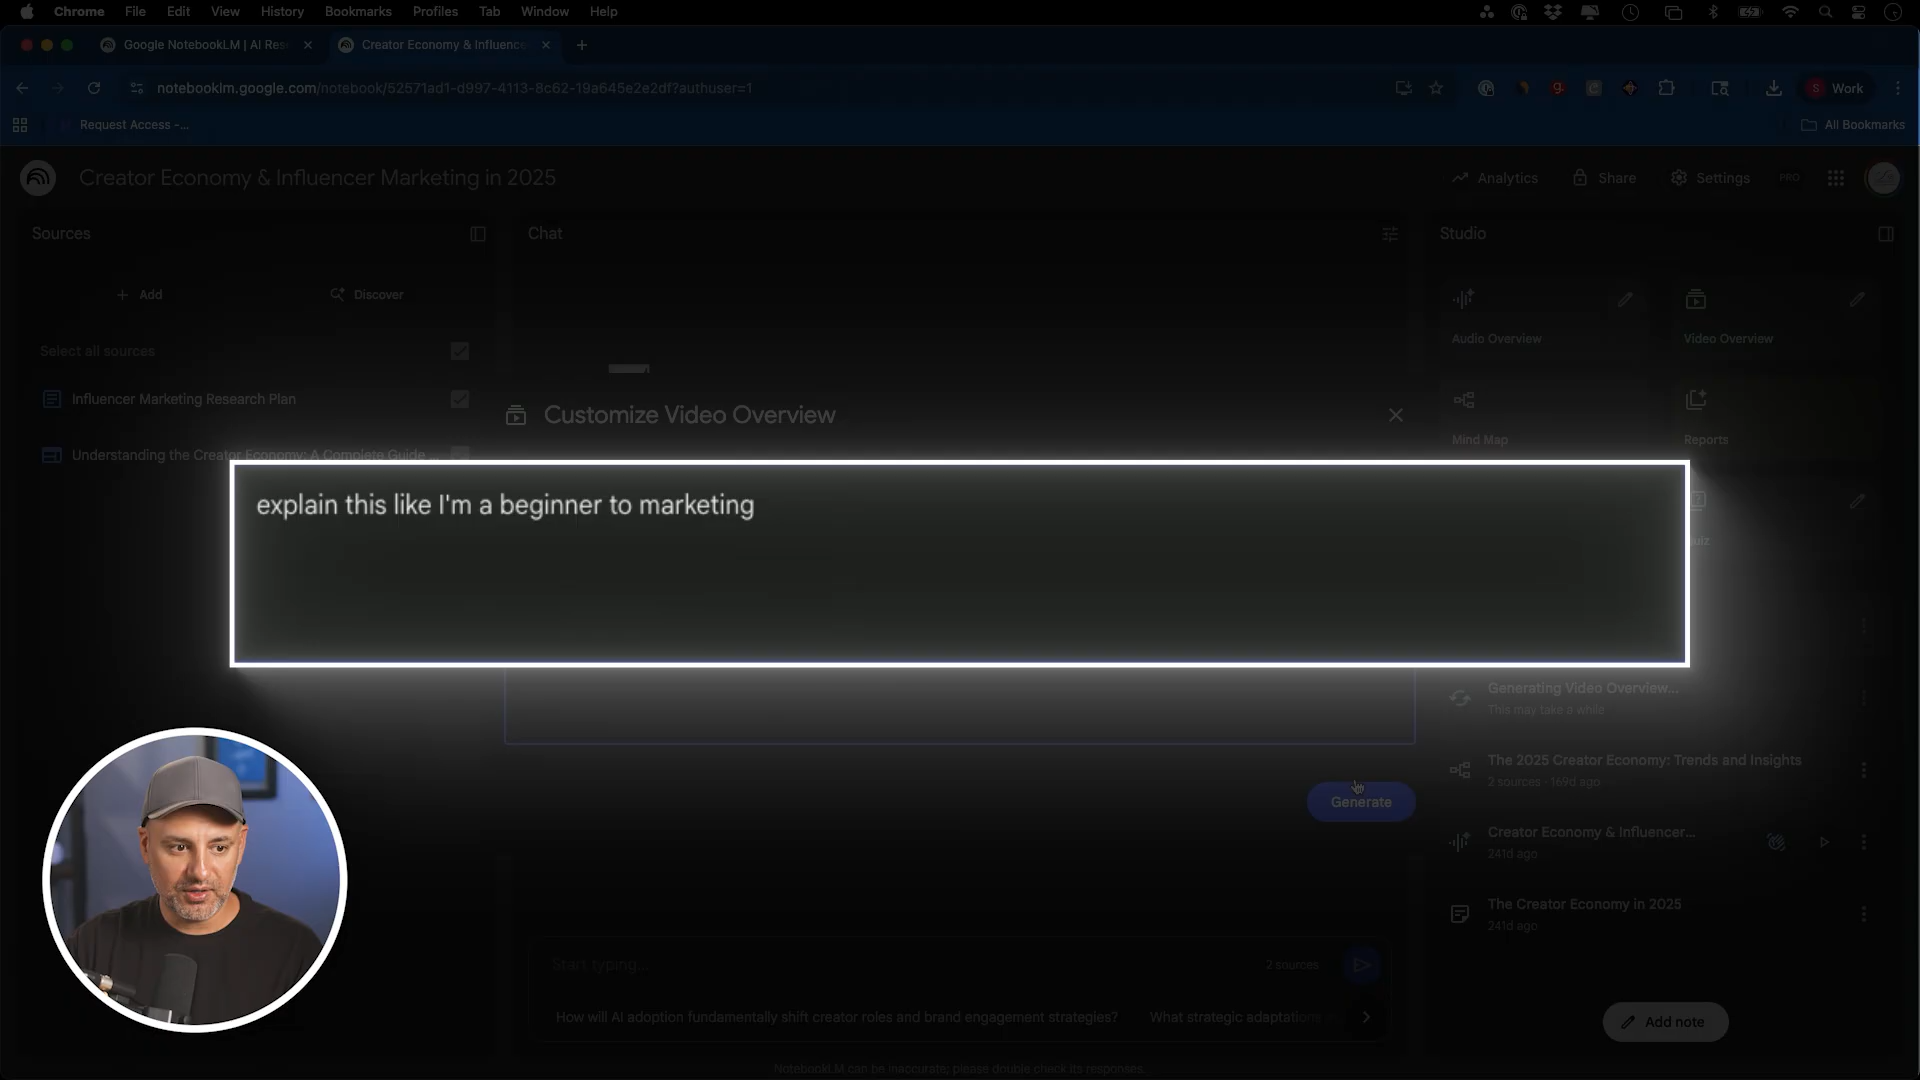 Chrome File Edit View History Bookmarks Profiles Tab Window Help
Google NotebookLM | AI Res
Creator Economy & Influence
notebooklm.google.com/notebook/52571ad1-d997-4113-8c62-19a645e2e2df?authuser=1
Work
Request Access -...
All Bookmarks
Creator Economy & Influencer Marketing in 2025
Analytics
Share
Settings
PRO
Sources
Chat
Studio
Add
Discover
Audio Overview
Video Overview
Select all sources
Influencer Marketing Research Plan
Customize Video Overview
Mind Map
Reports
Understanding the Creator Economy: A Complete Guide ...
explain this like I'm a beginner to marketing
Generating Video Overview...
This may take a while
The 2025 Creator Economy: Trends and Insights
2 sources · 169d ago
Generate
Creator Economy & Influencer...
241d ago
The Creator Economy in 2025
241d ago
Start typing...
2 sources
How will AI adoption fundamentally shift creator roles and brand engagement strategies?
What strategic adaptations
Add note
NotebookLM can be inaccurate; please double check its responses.